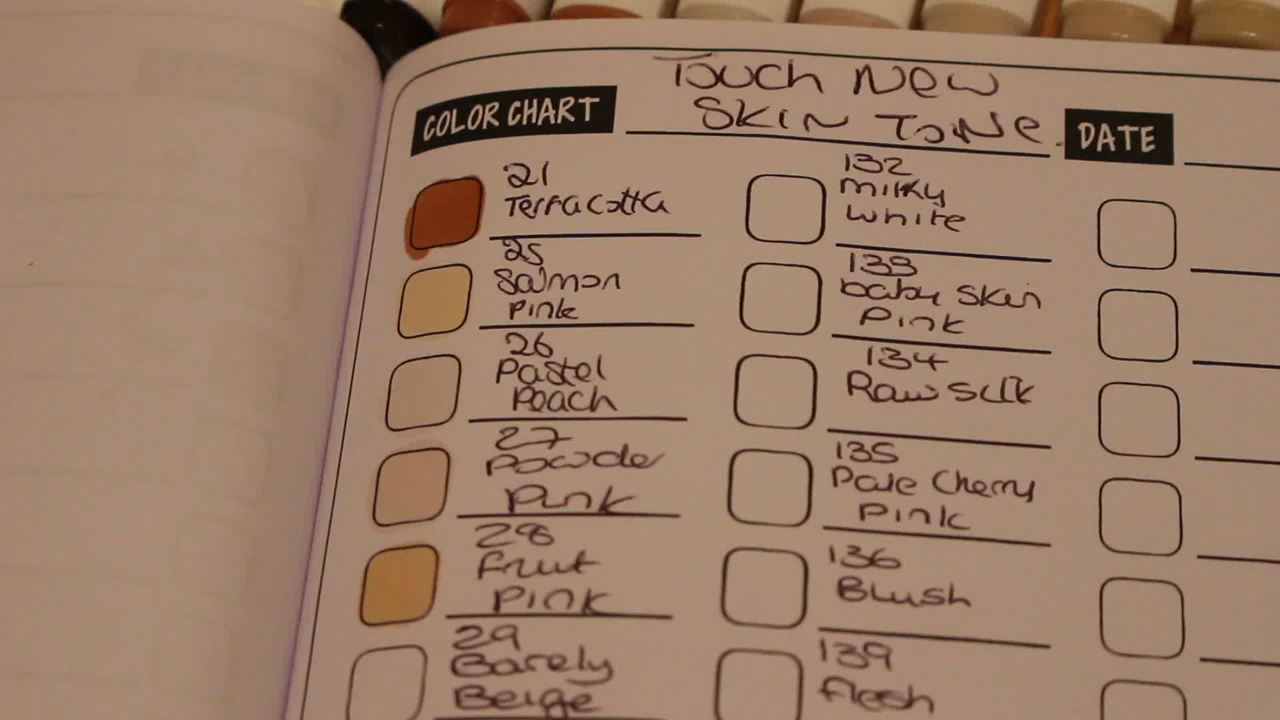 Touch New
COLOR CHART
Skin Tone
DATE
21
Terracotta
25
Salmon
Pink
26
Pastel
Peach
27
Powder
Pink
28
Fruit
Pink
29
Barely
Beige
132
Milky
White
133
baby Skin
Pink
134
Raw Silk
135
Pale Cherry
Pink
136
Blush
139
flesh